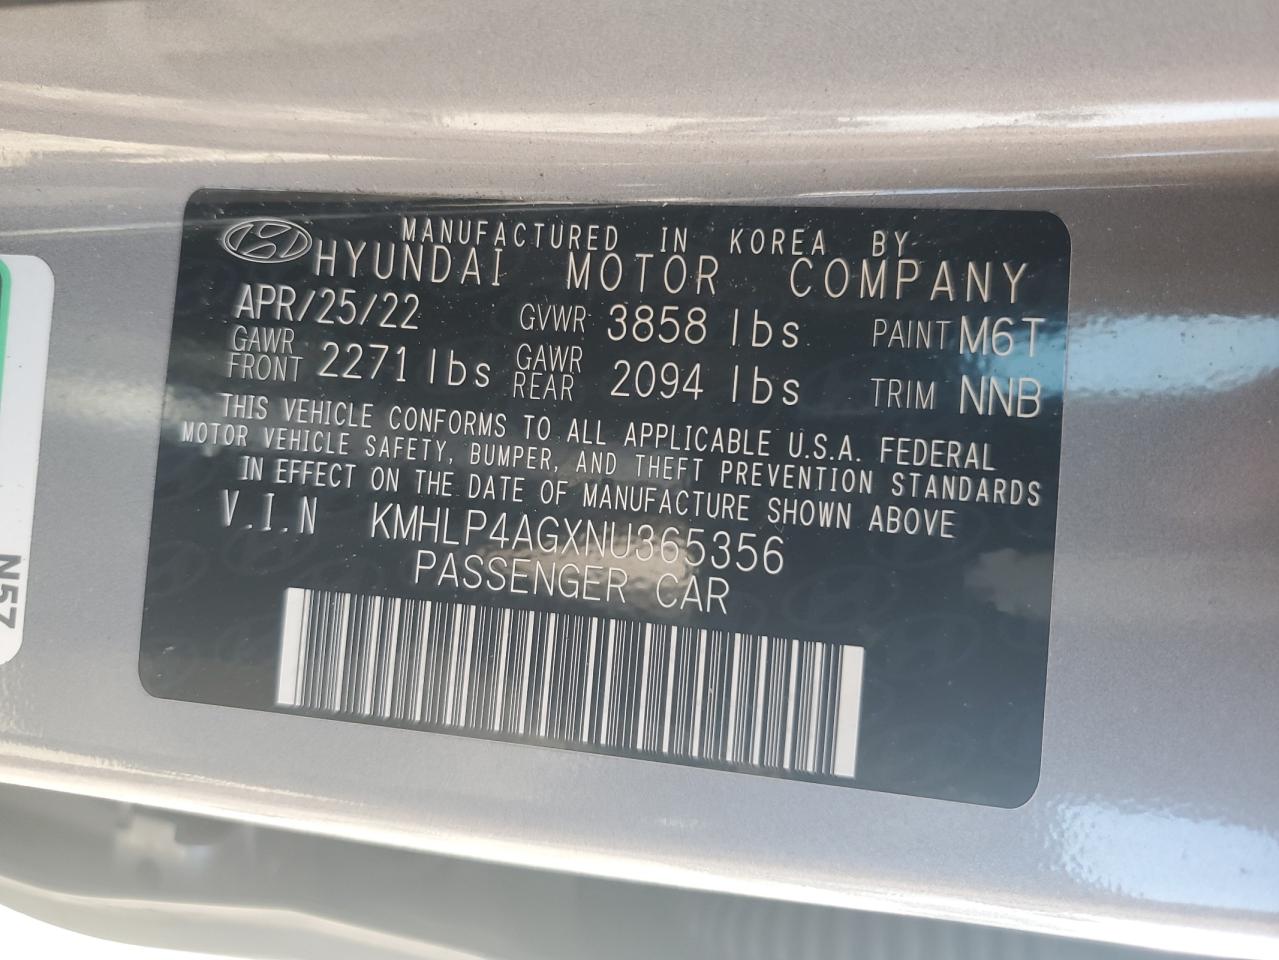 MANUFACTURED IN KOREA BY
HYUNDAI MOTOR COMPANY
APR/25/22 GVWR 3858 lbs PAINT M6T
GAWR FRONT 2271 lbs GAWR REAR 2094 lbs TRIM NNB
THIS VEHICLE CONFORMS TO ALL APPLICABLE U.S.A. FEDERAL
MOTOR VEHICLE SAFETY, BUMPER, AND THEFT PREVENTION STANDARDS
IN EFFECT ON THE DATE OF MANUFACTURE SHOWN ABOVE
V.I.N KMHLP4AGXNU365356
PASSENGER CAR
N57